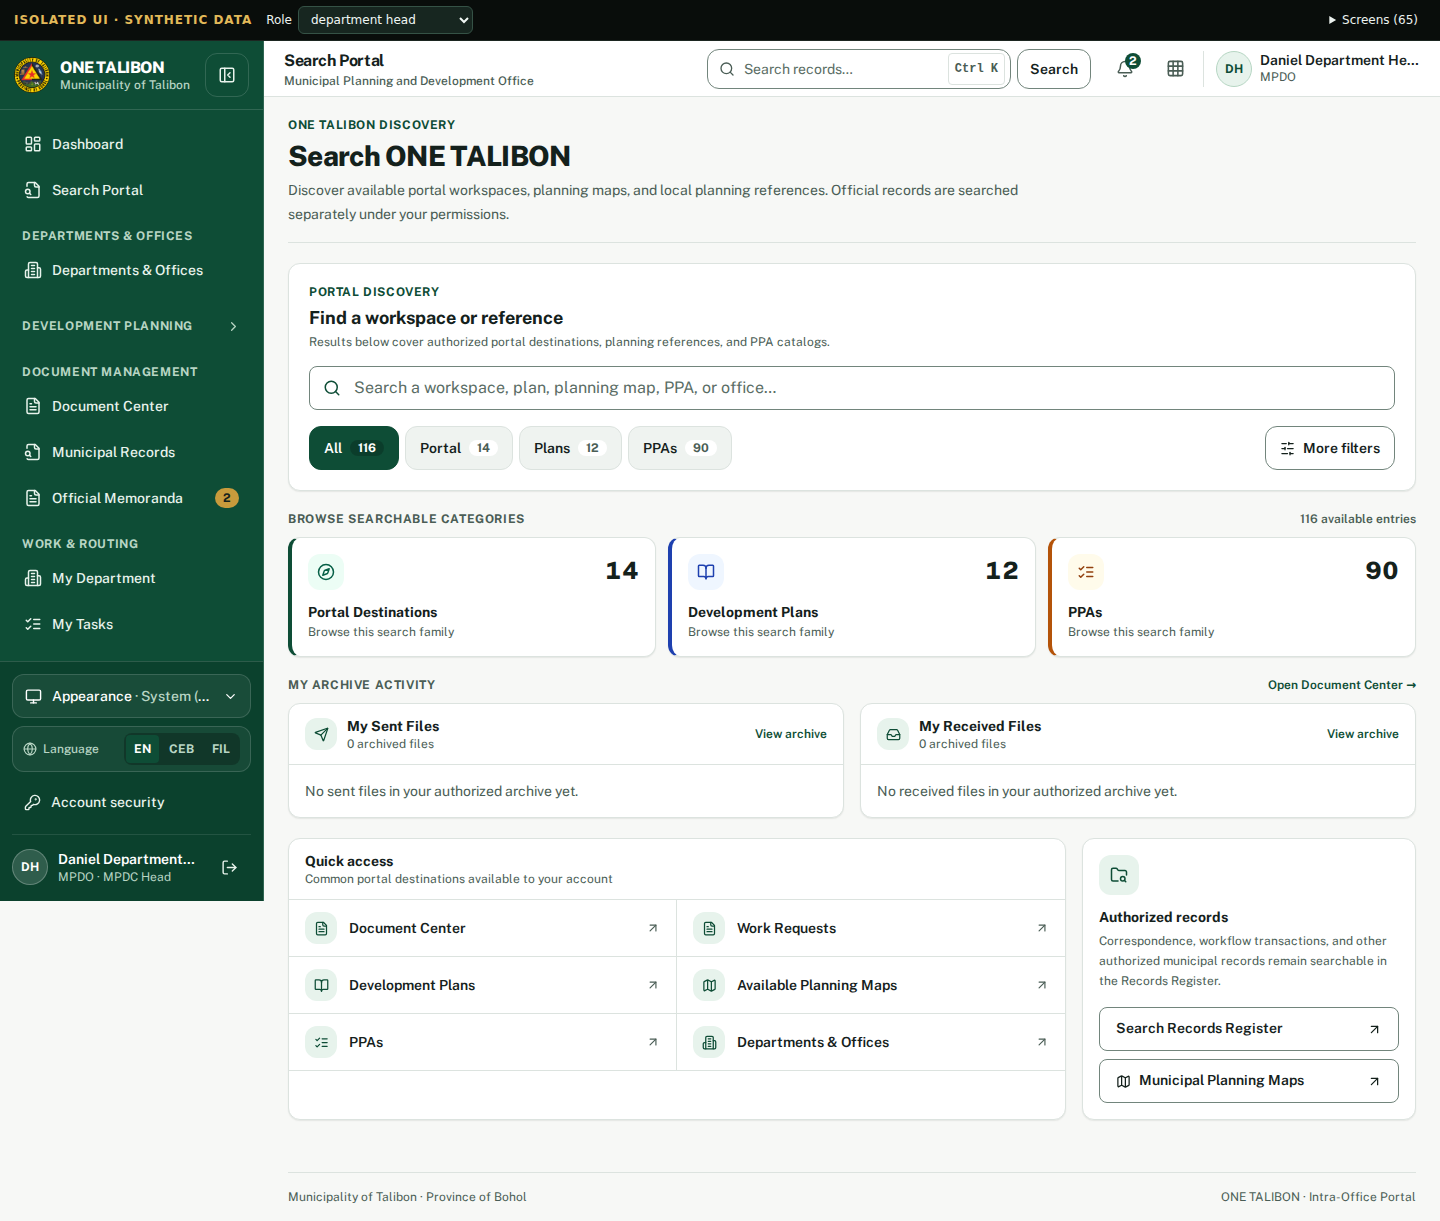 ISOLATED UI · SYNTHETIC DATA
Role
department head
▶ Screens (65)
ONE TALIBON
Municipality of Talibon
Dashboard
Search Portal
DEPARTMENTS & OFFICES
Departments & Offices
DEVELOPMENT PLANNING
DOCUMENT MANAGEMENT
Document Center
Municipal Records
Official Memoranda
2
WORK & ROUTING
My Department
My Tasks
Appearance · System (...
Language
EN
CEB
FIL
Account security
DH
Daniel Department...
MPDO · MPDC Head
Search Portal
Municipal Planning and Development Office
Search records...
Ctrl K
Search
2
DH
Daniel Department He...
MPDO
ONE TALIBON DISCOVERY
Search ONE TALIBON
Discover available portal workspaces, planning maps, and local planning references. Official records are searched
separately under your permissions.
PORTAL DISCOVERY
Find a workspace or reference
Results below cover authorized portal destinations, planning references, and PPA catalogs.
Search a workspace, plan, planning map, PPA, or office...
All 116
Portal 14
Plans 12
PPAs 90
More filters
BROWSE SEARCHABLE CATEGORIES
116 available entries
14
Portal Destinations
Browse this search family
12
Development Plans
Browse this search family
90
PPAs
Browse this search family
MY ARCHIVE ACTIVITY
Open Document Center →
My Sent Files
0 archived files
View archive
No sent files in your authorized archive yet.
My Received Files
0 archived files
View archive
No received files in your authorized archive yet.
Quick access
Common portal destinations available to your account
Document Center
Work Requests
Development Plans
Available Planning Maps
PPAs
Departments & Offices
Authorized records
Correspondence, workflow transactions, and other
authorized municipal records remain searchable in
the Records Register.
Search Records Register
Municipal Planning Maps
Municipality of Talibon · Province of Bohol
ONE TALIBON · Intra-Office Portal